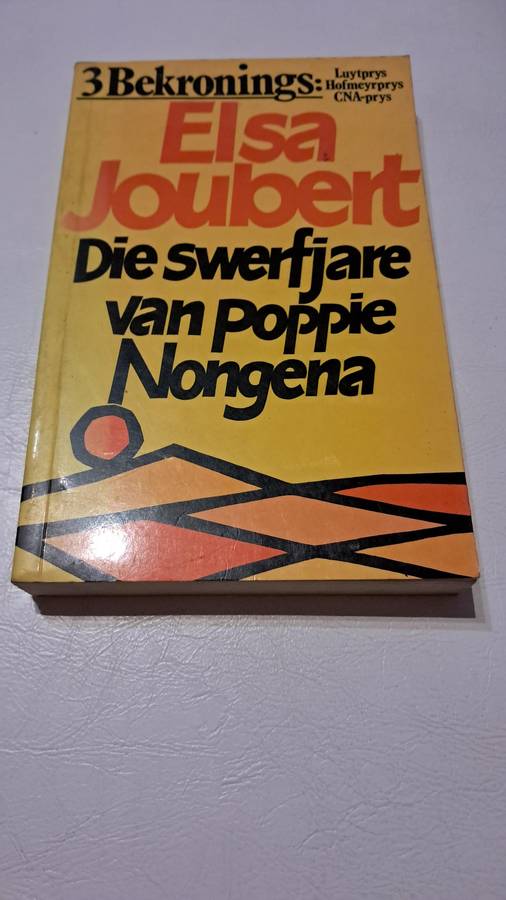 3 Bekronings:
Luytprys
Hofmeyrprys
CNA-prys
Elsa
Joubert
Die swerfjare
van Poppie
Nongena